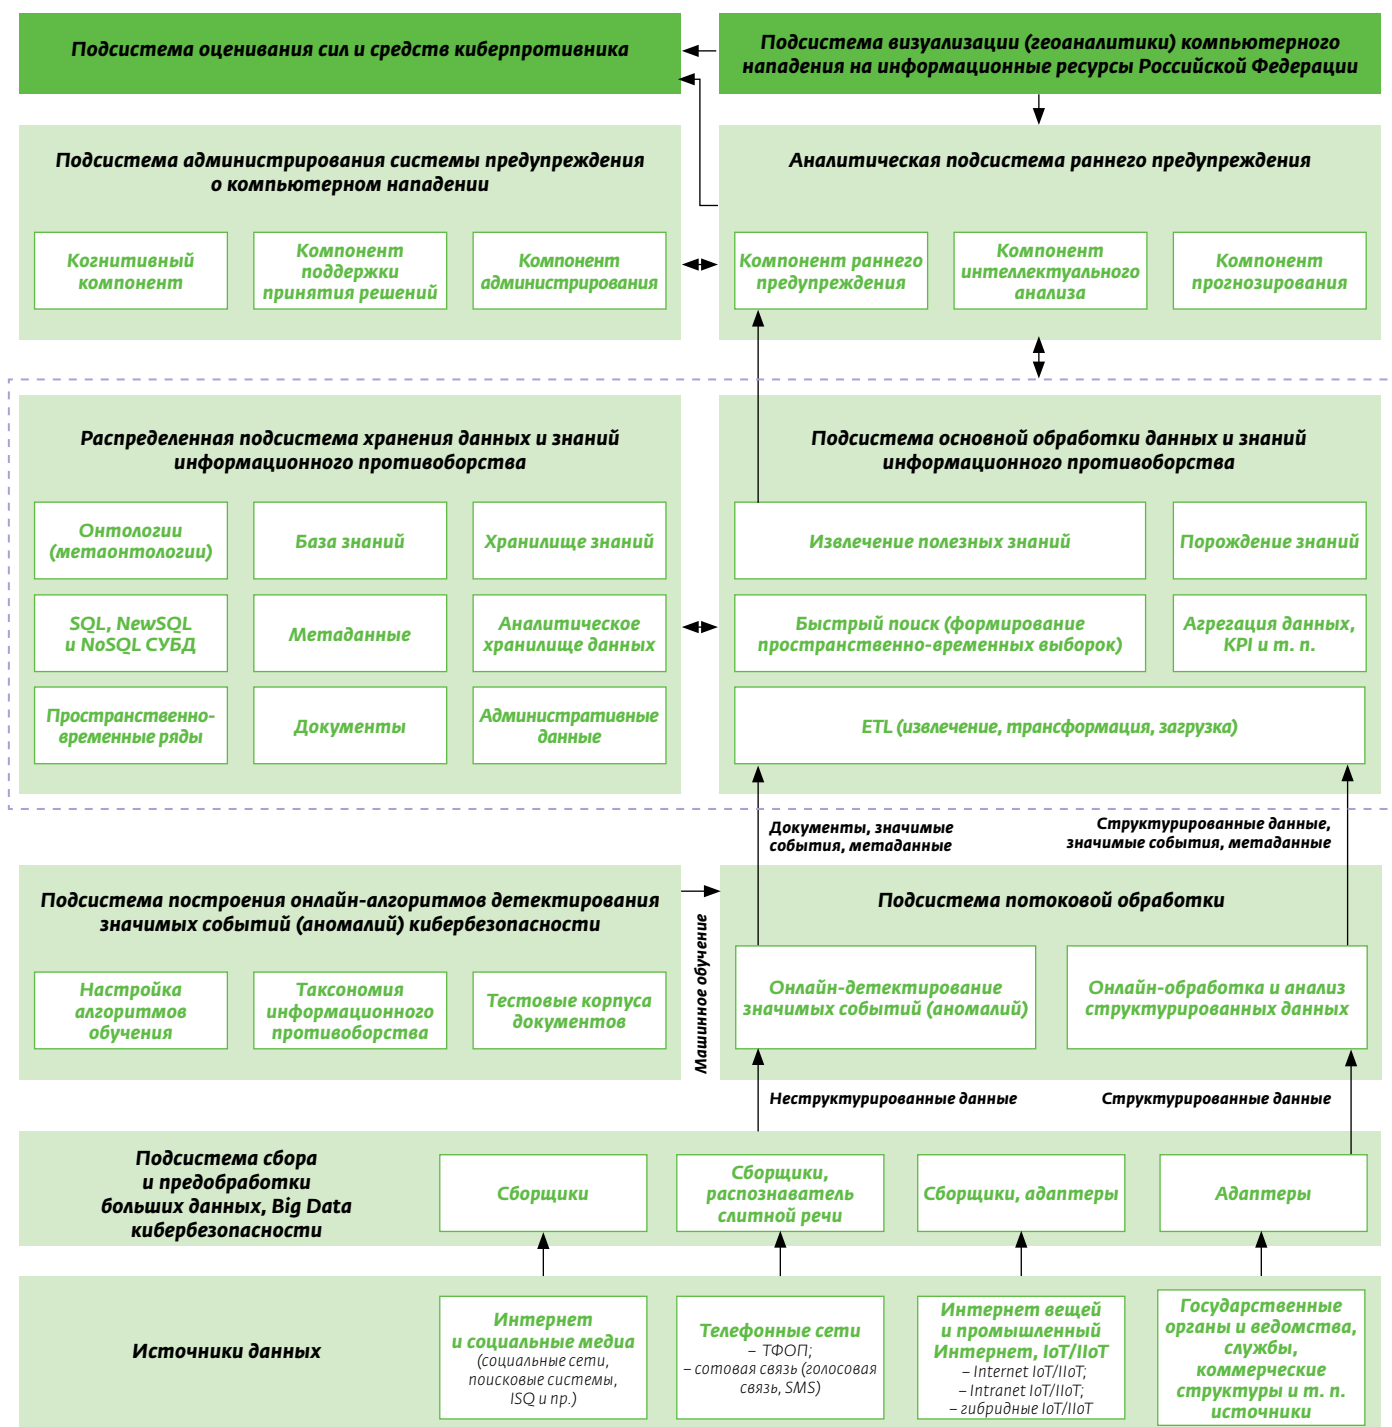 Подсистема оценивания сил и средств киберпротивника
Подсистема визуализации (геоаналитики) компьютерного
нападения на информационные ресурсы Российской Федерации
Подсистема администрирования системы предупреждения
о компьютерном нападении
Когнитивный
компонент
Компонент
поддержки
принятия решений
Компонент
администрирования
Аналитическая подсистема раннего предупреждения
Компонент раннего
предупреждения
Компонент
интеллектуального
анализа
Компонент
прогнозирования
Распределенная подсистема хранения данных и знаний
информационного противоборства
Онтологии
(метаонтологии)
База знаний
Хранилище знаний
SQL, NewSQL
и NoSQL СУБД
Метаданные
Аналитическое
хранилище данных
Пространственно-
временные ряды
Документы
Административные
данные
Подсистема основной обработки данных и знаний
информационного противоборства
Извлечение полезных знаний
Порождение знаний
Быстрый поиск (формирование
пространственно-временных выборок)
Агрегация данных,
KPI и т. п.
ETL (извлечение, трансформация, загрузка)
Документы, значимые
события, метаданные
Структурированные данные,
значимые события, метаданные
Подсистема построения онлайн-алгоритмов детектирования
значимых событий (аномалий) кибербезопасности
Настройка
алгоритмов
обучения
Таксономия
информационного
противоборства
Тестовые корпуса
документов
Машинное обучение
Подсистема потоковой обработки
Онлайн-детектирование
значимых событий (аномалий)
Онлайн-обработка и анализ
структурированных данных
Неструктурированные данные
Структурированные данные
Подсистема сбора
и предобработки
больших данных, Big Data
кибербезопасности
Сборщики
Сборщики,
распознаватель
слитной речи
Сборщики, адаптеры
Адаптеры
Источники данных
Интернет
и социальные медиа
(социальные сети,
поисковые системы,
ISQ и пр.)
Телефонные сети
– ТФОП;
– сотовая связь (голосовая
связь, SMS)
Интернет вещей
и промышленный
Интернет, IoT/IIoT
– Internet IoT/IIoT;
– Intranet IoT/IIoT;
– гибридные IoT/IIoT
Государственные
органы и ведомства,
службы,
коммерческие
структуры и т. п.
источники